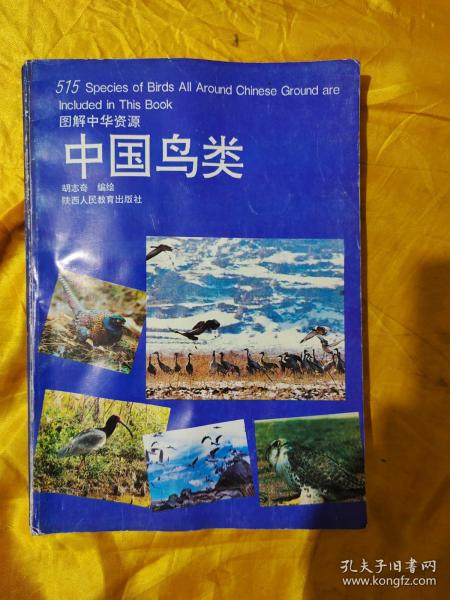 515 Species of Birds All Around Chinese Ground are
Included in This Book
图解中华资源
中国鸟类
胡志奇 编绘
陕西人民教育出版社
孔夫子旧书网
www.kongfz.com